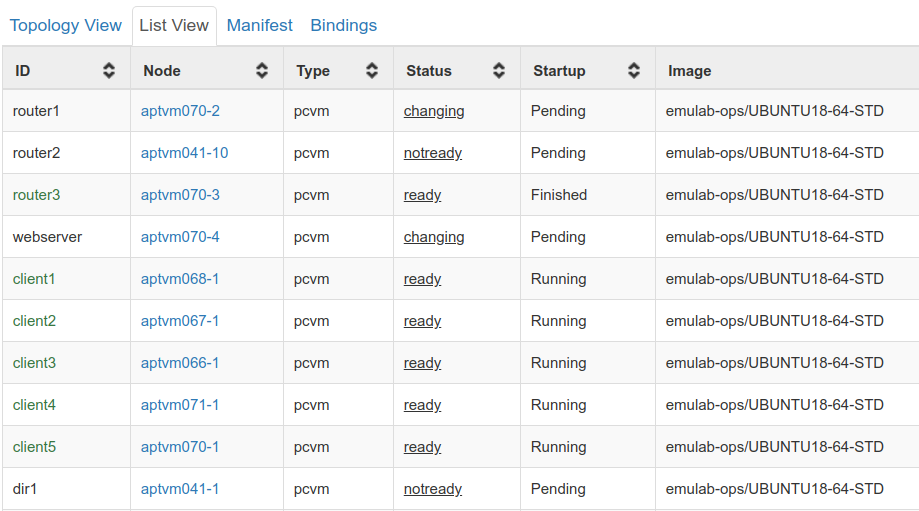 Topology View List View Manifest Bindings
ID Node Type Status Startup Image
router1 aptvm070-2 pcvm changing Pending emulab-ops/UBUNTU18-64-STD
router2 aptvm041-10 pcvm notready Pending emulab-ops/UBUNTU18-64-STD
router3 aptvm070-3 pcvm ready Finished emulab-ops/UBUNTU18-64-STD
webserver aptvm070-4 pcvm changing Pending emulab-ops/UBUNTU18-64-STD
client1 aptvm068-1 pcvm ready Running emulab-ops/UBUNTU18-64-STD
client2 aptvm067-1 pcvm ready Running emulab-ops/UBUNTU18-64-STD
client3 aptvm066-1 pcvm ready Running emulab-ops/UBUNTU18-64-STD
client4 aptvm071-1 pcvm ready Running emulab-ops/UBUNTU18-64-STD
client5 aptvm070-1 pcvm ready Running emulab-ops/UBUNTU18-64-STD
dir1 aptvm041-1 pcvm notready Pending emulab-ops/UBUNTU18-64-STD